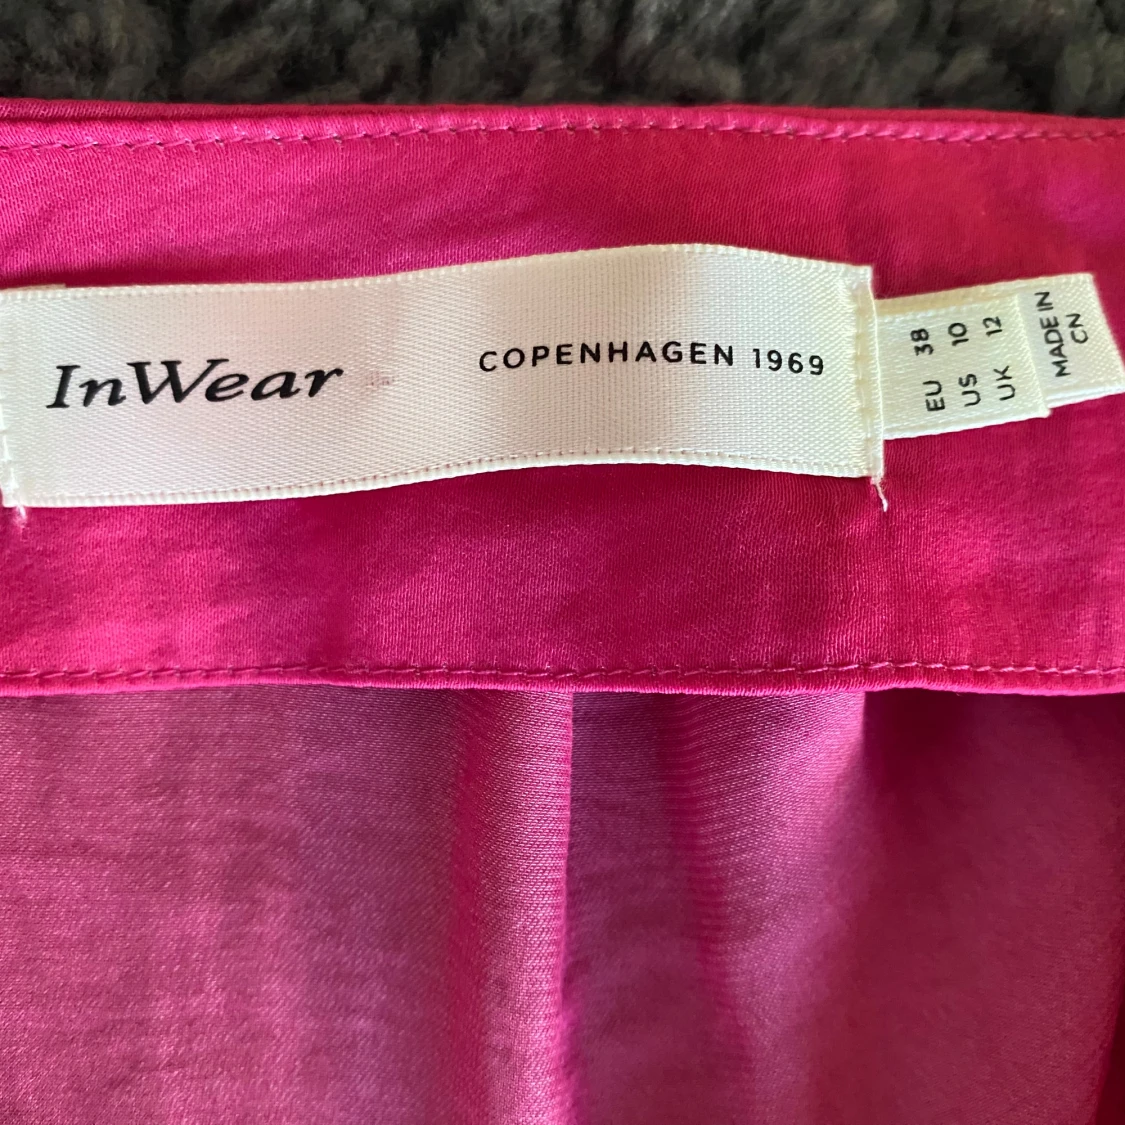 InWear
COPENHAGEN 1969
EU 38
US 10
UK 12
MADE IN
CN